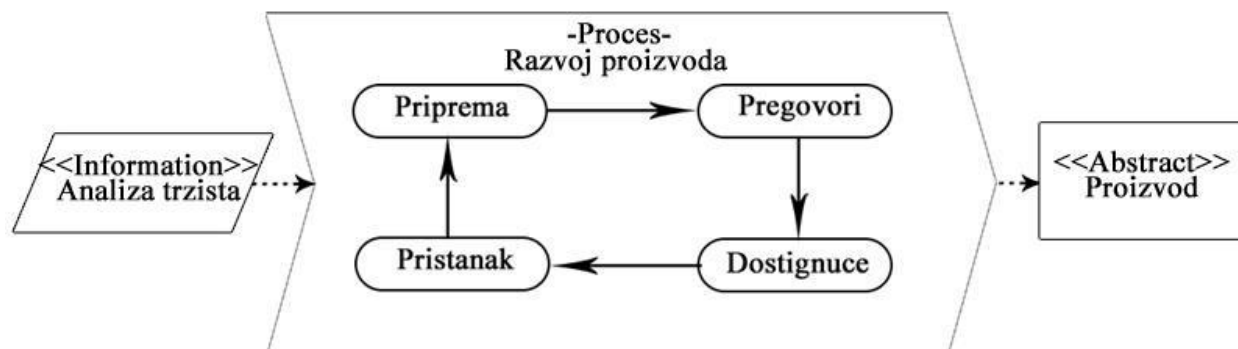 -Proces-
Razvoj proizvoda
Priprema
Pregovori
<<Information>>
Analiza trzista
<<Abstract>>
Proizvod
Pristanak
Dostignuce